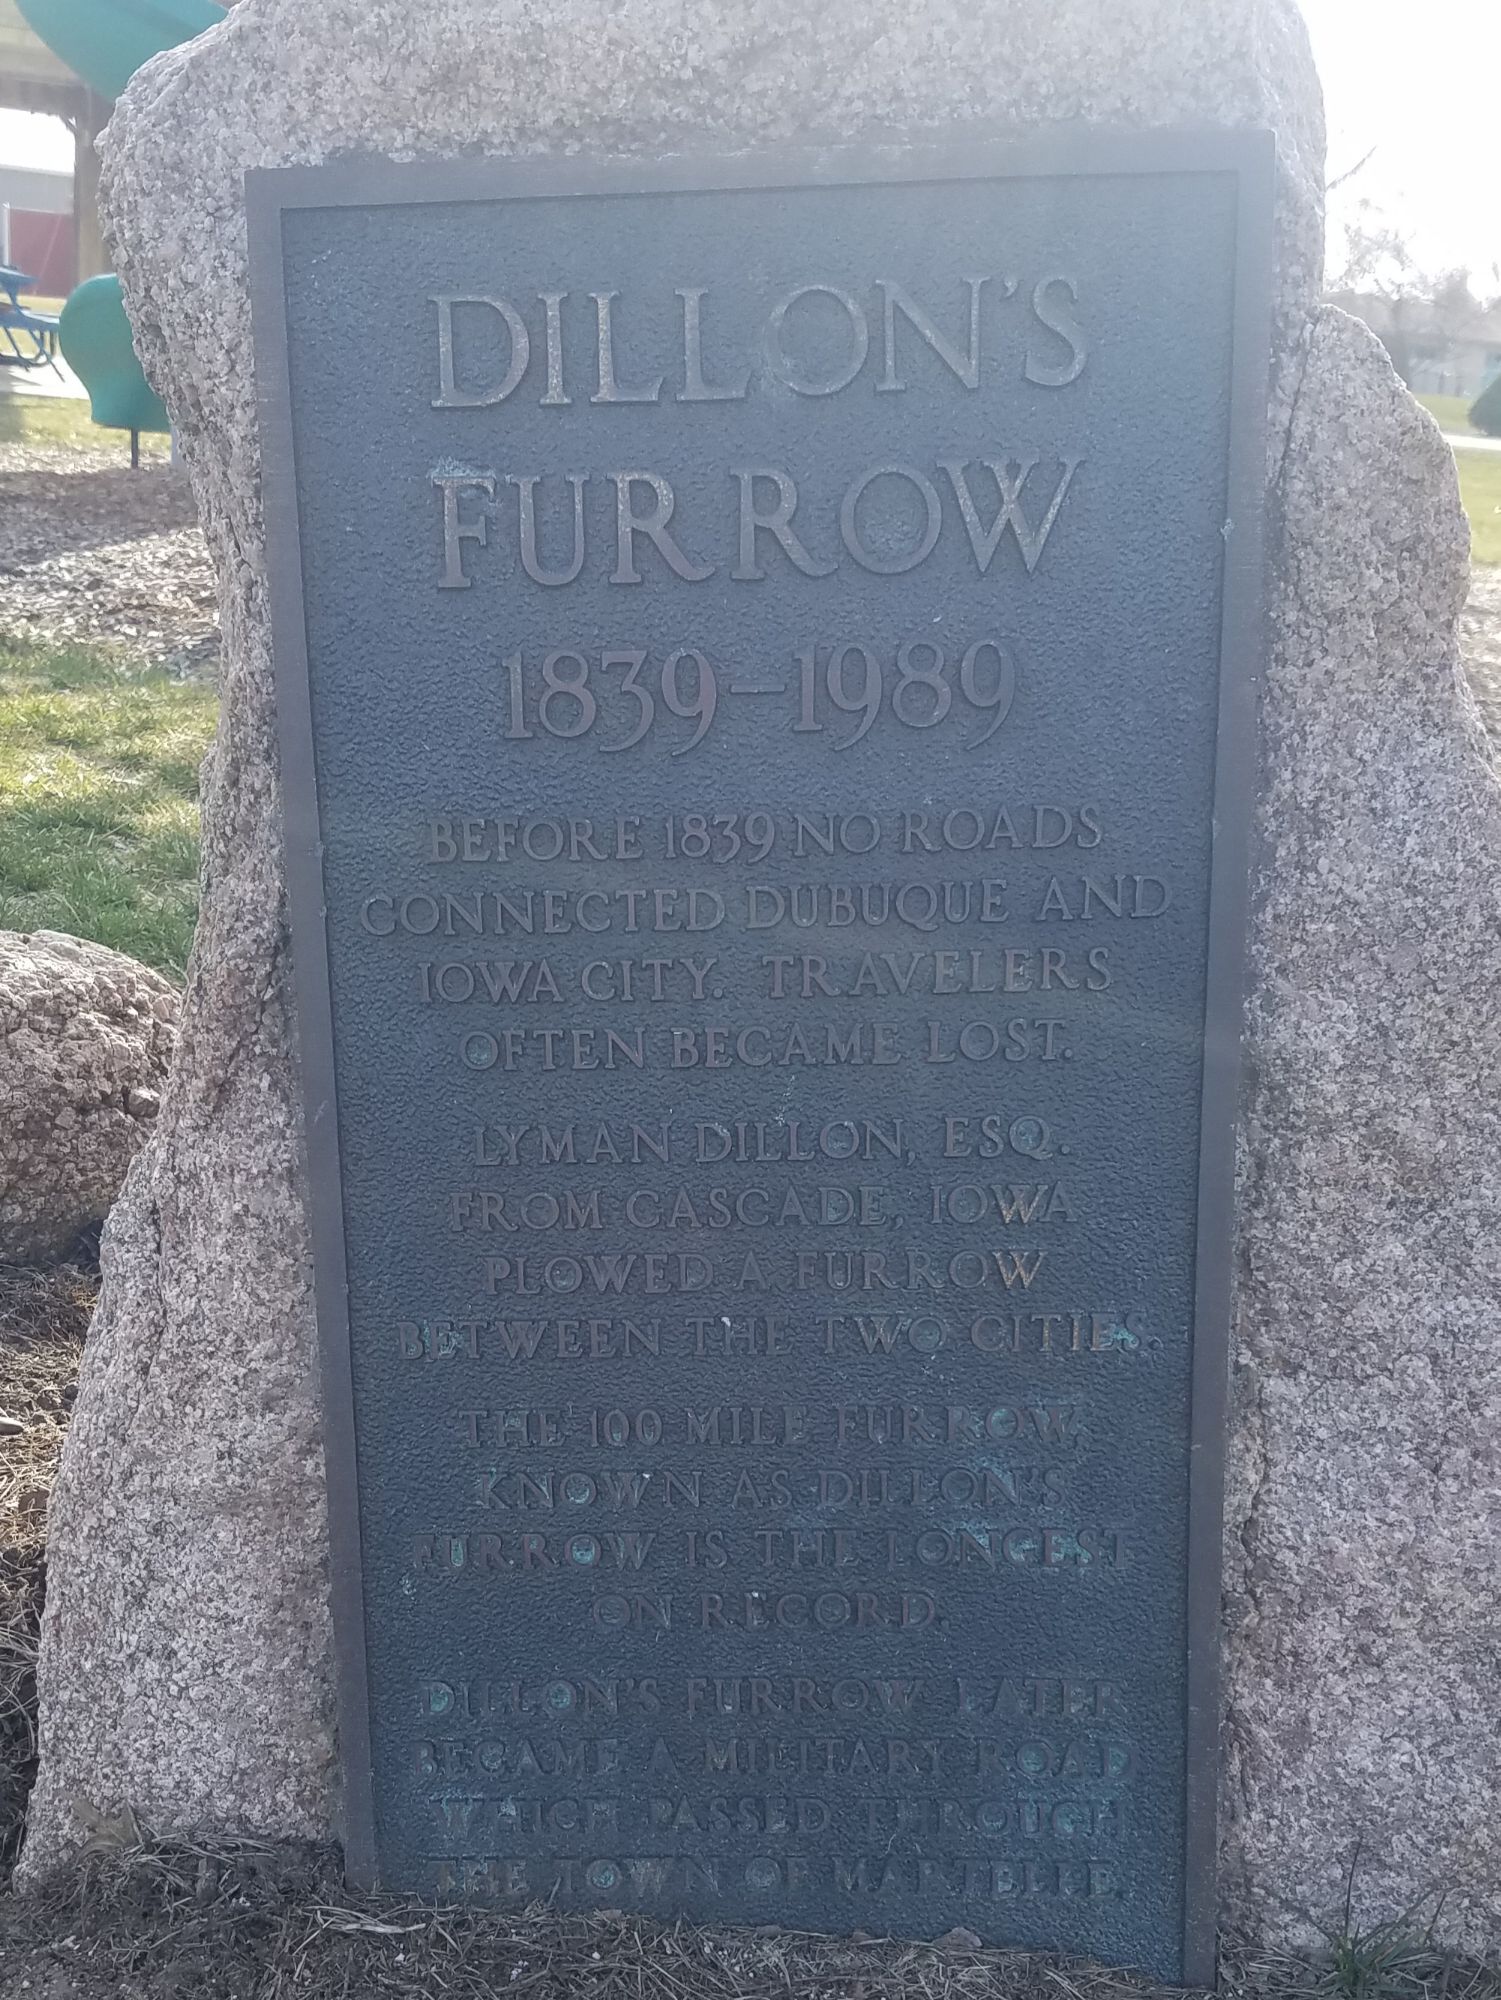 DILLON'S
FURROW
1839-1989
BEFORE 1839 NO ROADS
CONNECTED DUBUQUE AND
IOWA CITY. TRAVELERS
OFTEN BECAME LOST.
LYMAN DILLON, ESQ.
FROM CASCADE, IOWA
PLOWED A FURROW
BETWEEN THE TWO CITIES.
THE 100 MILE FURROW
KNOWN AS DILLON'S
FURROW IS THE LONGEST
ON RECORD.
DILLON'S FURROW LATER
BECAME A MILITARY ROAD
WHICH PASSED THROUGH
THE TOWN OF MARTELLE.